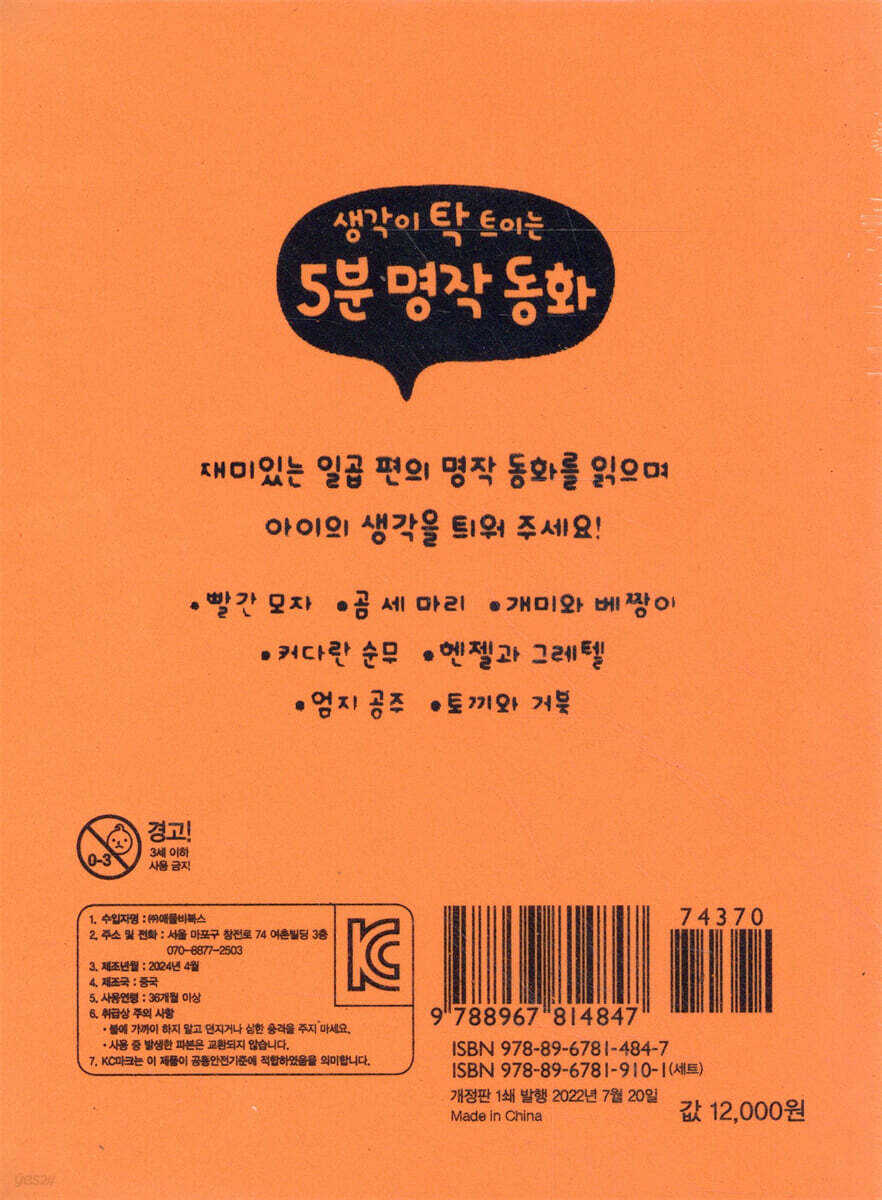 생각이 탁 트이는
5분 명작 동화
재미있는 일곱 편의 명작 동화를 읽으며
아이의 생각을 틔워 주세요!
• 빨간 모자 • 곰 세 마리 • 개미와 베짱이
• 커다란 순무 • 헨젤과 그레텔
• 엄지 공주 • 토끼와 거북
0-3
경고!
3세 이하
사용 금지
1. 수입자명 : ㈜애플비북스
2. 주소 및 전화 : 서울 마포구 창전로 74 여촌빌딩 3층
070-8877-2503
3. 제조년월 : 2024년 4월
4. 제조국 : 중국
5. 사용연령 : 36개월 이상
6. 취급상 주의 사항
• 불에 가까이 하지 말고 던지거나 심한 충격을 주지 마세요.
• 사용 중 발생한 파본은 교환되지 않습니다.
7. KC마크는 이 제품이 공통안전기준에 적합하였음을 의미합니다.
KC
74370
9 788967 814847
ISBN 978-89-6781-484-7
ISBN 978-89-6781-910-1(세트)
개정판 1쇄 발행 2022년 7월 20일
Made in China
값 12,000원
yes24